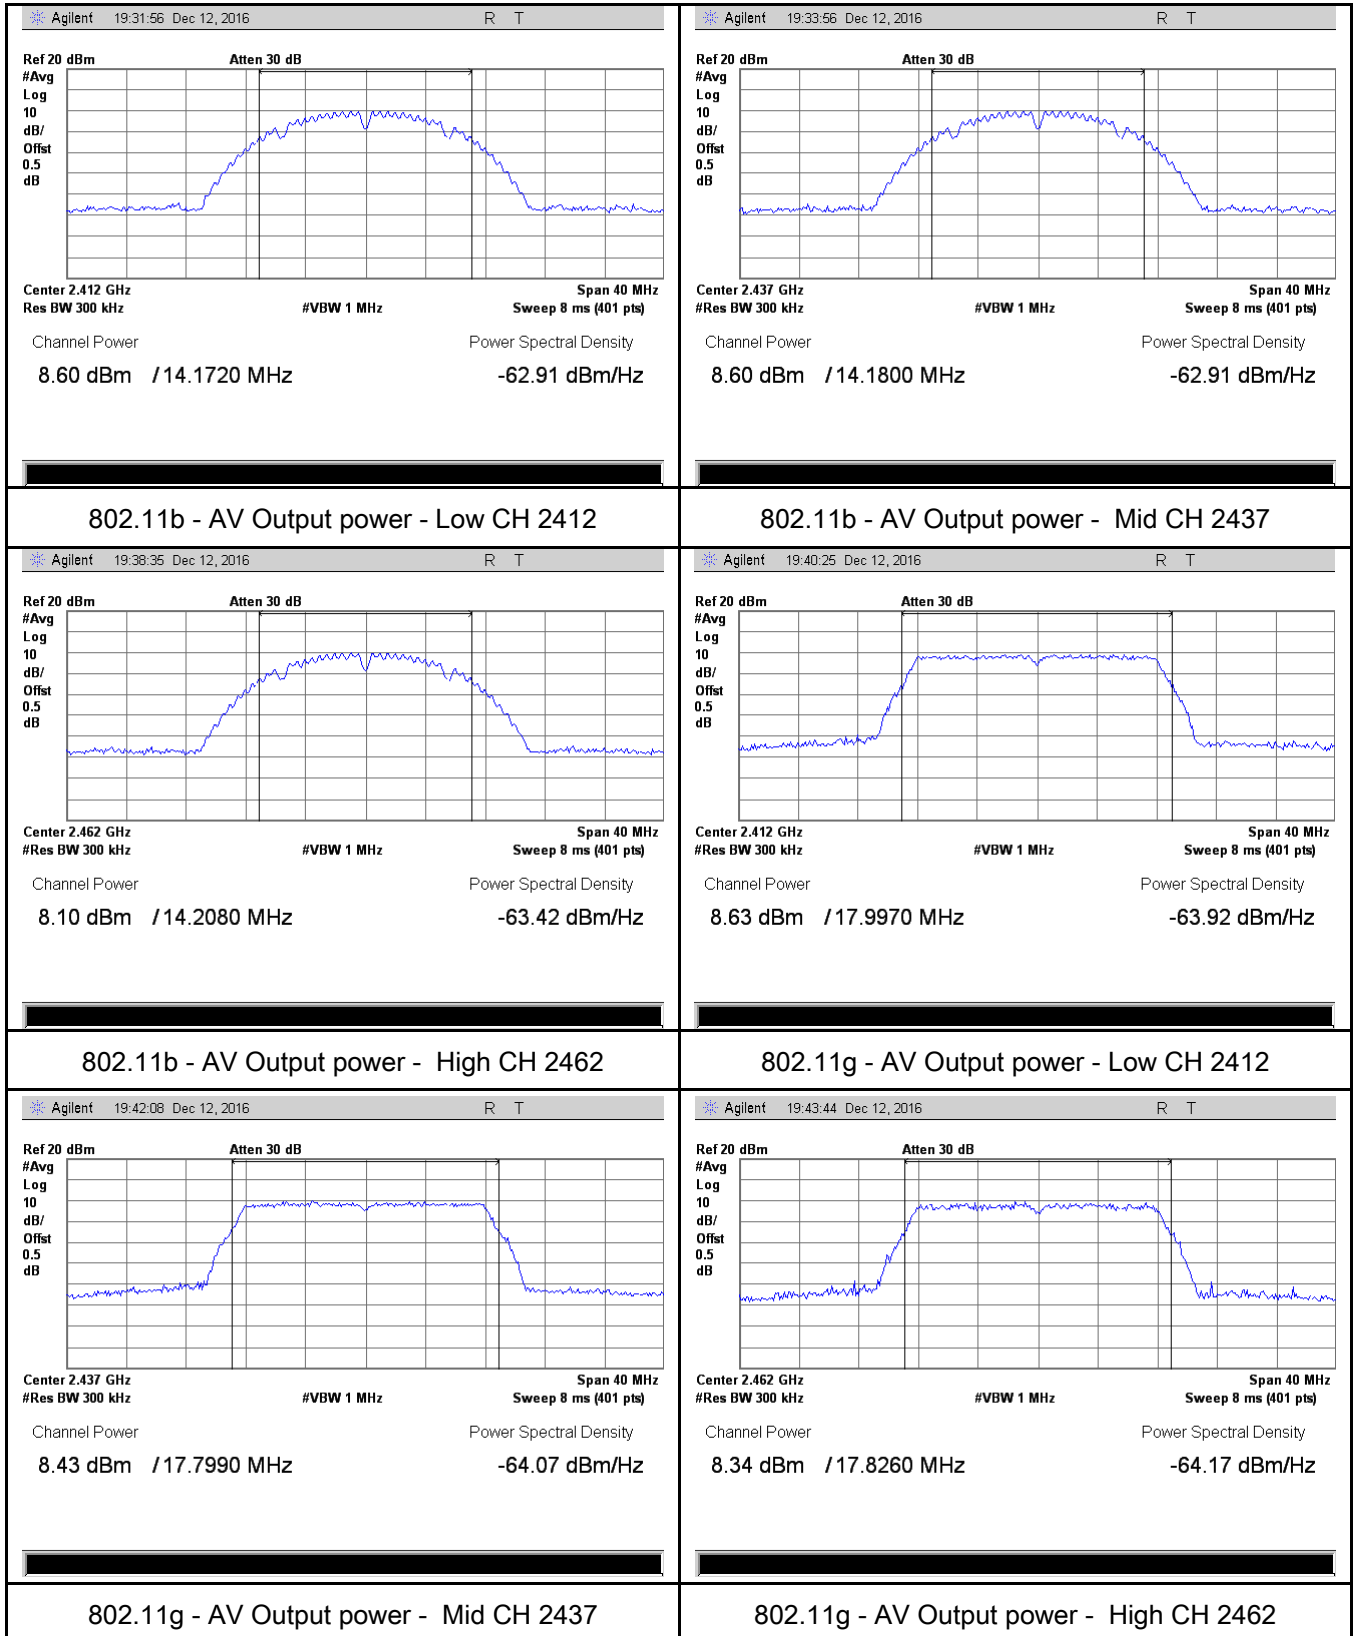 Agilent 19:31:56 Dec 12, 2016 R T
Ref 20 dBm Atten 30 dB
#Avg
Log
10
dB/
Offst
0.5
dB
Center 2.412 GHz Span 40 MHz
Res BW 300 kHz #VBW 1 MHz Sweep 8 ms (401 pts)
Channel Power Power Spectral Density
8.60 dBm / 14.1720 MHz -62.91 dBm/Hz
802.11b - AV Output power - Low CH 2412
Agilent 19:33:56 Dec 12, 2016 R T
Ref 20 dBm Atten 30 dB
#Avg
Log
10
dB/
Offst
0.5
dB
Center 2.437 GHz Span 40 MHz
#Res BW 300 kHz #VBW 1 MHz Sweep 8 ms (401 pts)
Channel Power Power Spectral Density
8.60 dBm / 14.1800 MHz -62.91 dBm/Hz
802.11b - AV Output power - Mid CH 2437
Agilent 19:38:35 Dec 12, 2016 R T
Ref 20 dBm Atten 30 dB
#Avg
Log
10
dB/
Offst
0.5
dB
Center 2.462 GHz Span 40 MHz
#Res BW 300 kHz #VBW 1 MHz Sweep 8 ms (401 pts)
Channel Power Power Spectral Density
8.10 dBm / 14.2080 MHz -63.42 dBm/Hz
802.11b - AV Output power - High CH 2462
Agilent 19:40:25 Dec 12, 2016 R T
Ref 20 dBm Atten 30 dB
#Avg
Log
10
dB/
Offst
0.5
dB
Center 2.412 GHz Span 40 MHz
#Res BW 300 kHz #VBW 1 MHz Sweep 8 ms (401 pts)
Channel Power Power Spectral Density
8.63 dBm / 17.9970 MHz -63.92 dBm/Hz
802.11g - AV Output power - Low CH 2412
Agilent 19:42:08 Dec 12, 2016 R T
Ref 20 dBm Atten 30 dB
#Avg
Log
10
dB/
Offst
0.5
dB
Center 2.437 GHz Span 40 MHz
#Res BW 300 kHz #VBW 1 MHz Sweep 8 ms (401 pts)
Channel Power Power Spectral Density
8.43 dBm / 17.7990 MHz -64.07 dBm/Hz
802.11g - AV Output power - Mid CH 2437
Agilent 19:43:44 Dec 12, 2016 R T
Ref 20 dBm Atten 30 dB
#Avg
Log
10
dB/
Offst
0.5
dB
Center 2.462 GHz Span 40 MHz
#Res BW 300 kHz #VBW 1 MHz Sweep 8 ms (401 pts)
Channel Power Power Spectral Density
8.34 dBm / 17.8260 MHz -64.17 dBm/Hz
802.11g - AV Output power - High CH 2462